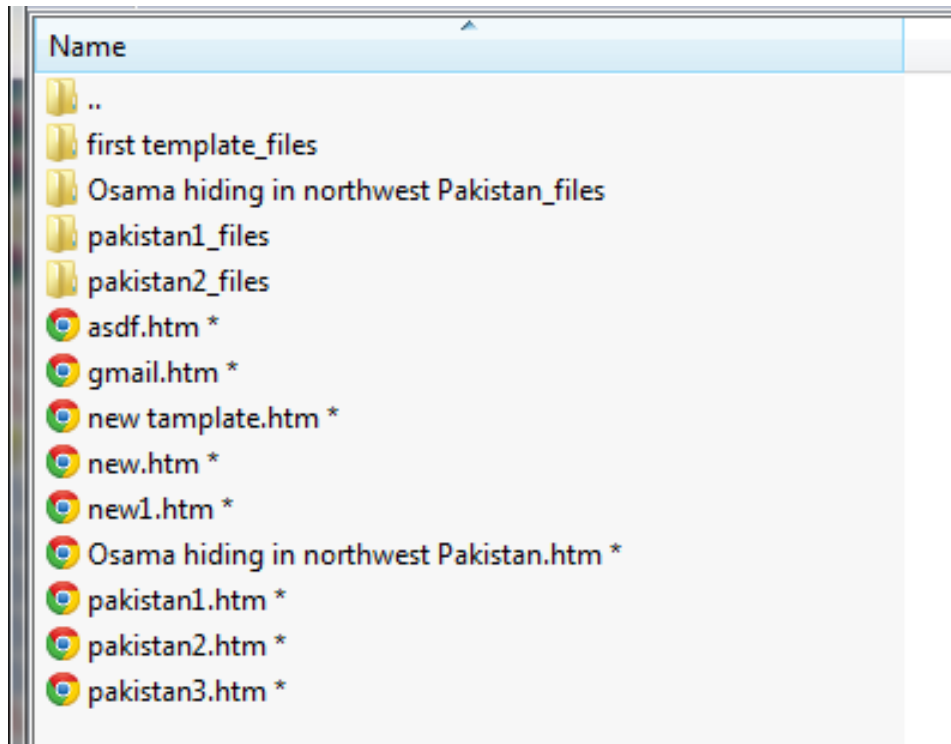 Name
..
first template_files
Osama hiding in northwest Pakistan_files
pakistan1_files
pakistan2_files
asdf.htm *
gmail.htm *
new tamplate.htm *
new.htm *
new1.htm *
Osama hiding in northwest Pakistan.htm *
pakistan1.htm *
pakistan2.htm *
pakistan3.htm *